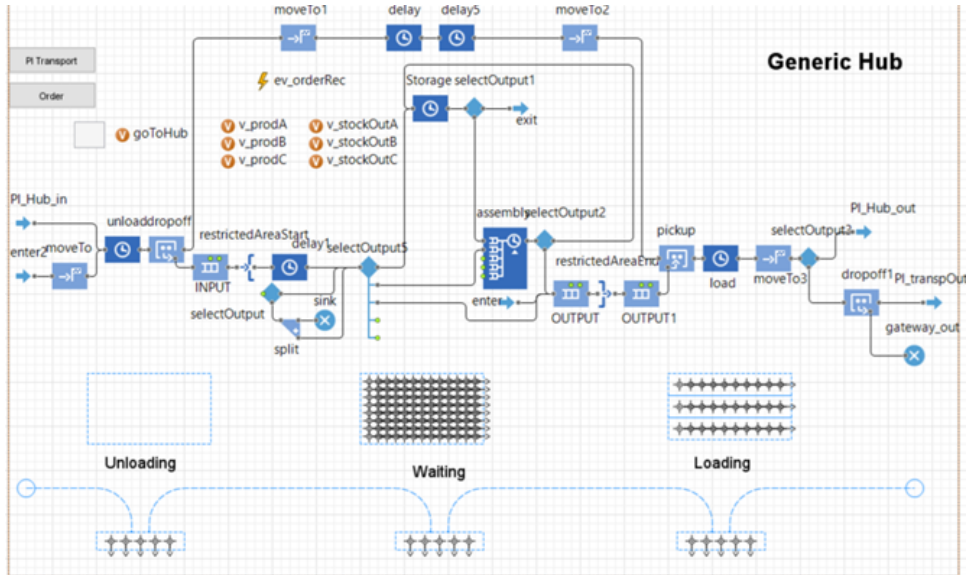 moveTo1
delay
delay5
moveTo2
PI Transport
Generic Hub
ev_orderRec
Storage
selectOutput1
Order
exit
goToHub
v_prodA
v_stockOutA
v_prodB
v_stockOutB
v_prodC
v_stockOutC
PI_Hub_in
unload
dropoff
assembly
selectOutput2
PI_Hub_out
restrictedAreaStart
pickup
enter2
moveTo
delay1
selectOutput5
restrictedAreaEnd
selectOutput3
INPUT
load
moveTo3
dropoff1
PI_transpOut
sink
enter
selectOutput
OUTPUT
OUTPUT1
gateway_out
split
Unloading
Waiting
Loading